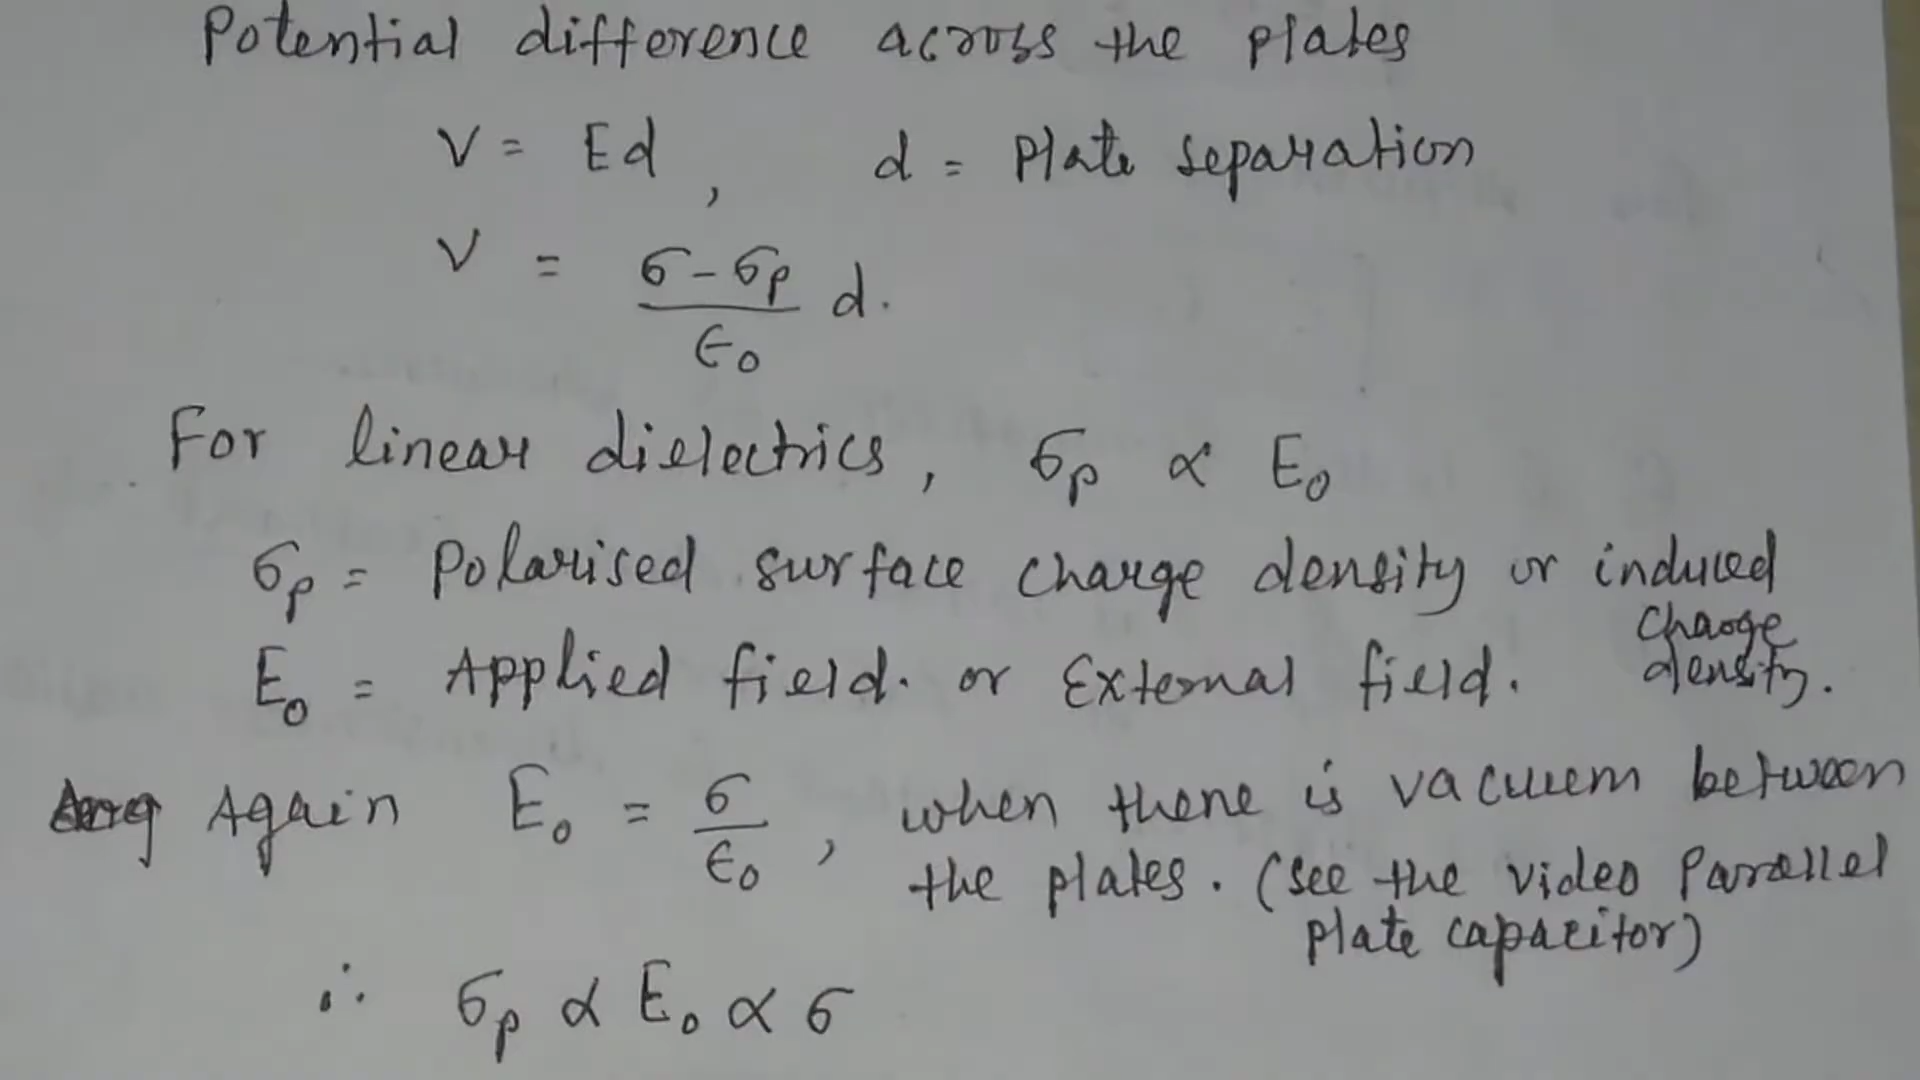 Potential difference across the plates
V = Ed, d = Plate separation
V = (σ - σp)/ϵ0 d.
For linear dielectrics, σp ∝ E0
σp = Polarised surface charge density or induced charge density.
E0 = Applied field. or External field.
Again E0 = σ/ϵ0, when there is vacuum between
the plates. (see the video Parallel
plate capacitor)
∴ σp ∝ E0 ∝ σ